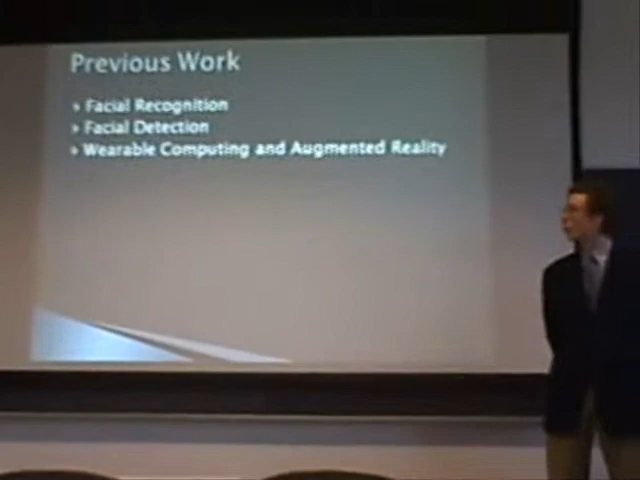 Previous Work
Facial Recognition
Facial Detection
Wearable Computing and Augmented Reality